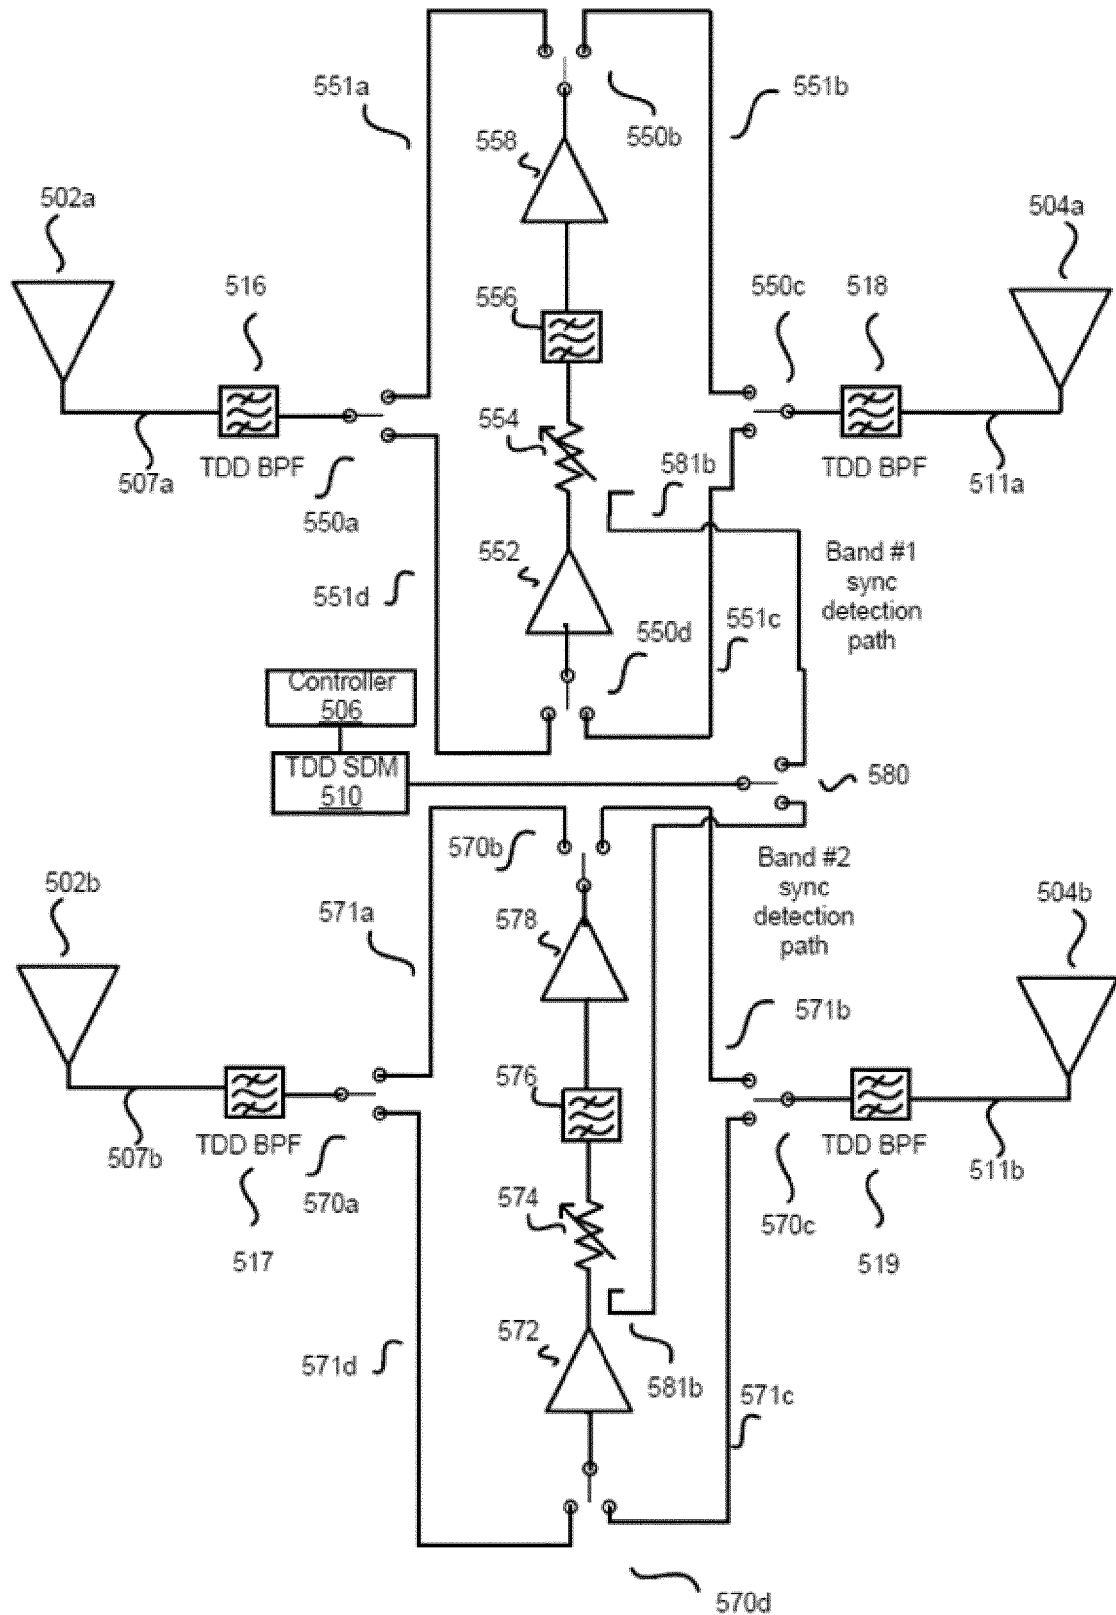 551a
551b
558
550b
502a
504a
516
550c
518
556
554
581b
TDD BPF
TDD BPF
507a
511a
550a
552
Band #1
sync
detection
path
551d
551c
550d
Controller
506
TDD SDM
510
580
570b
Band #2
sync
detection
path
502b
504b
571a
578
571b
576
TDD BPF
TDD BPF
507b
511b
570a
574
570c
517
519
572
571d
581b
571c
570d